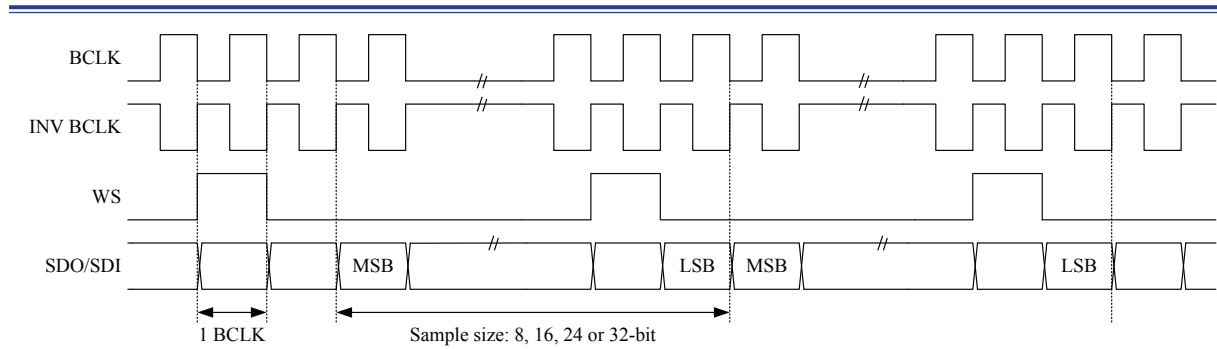 BCLK
INV BCLK
WS
SDO/SDI
MSB
LSB
MSB
LSB
1 BCLK
Sample size: 8, 16, 24 or 32-bit